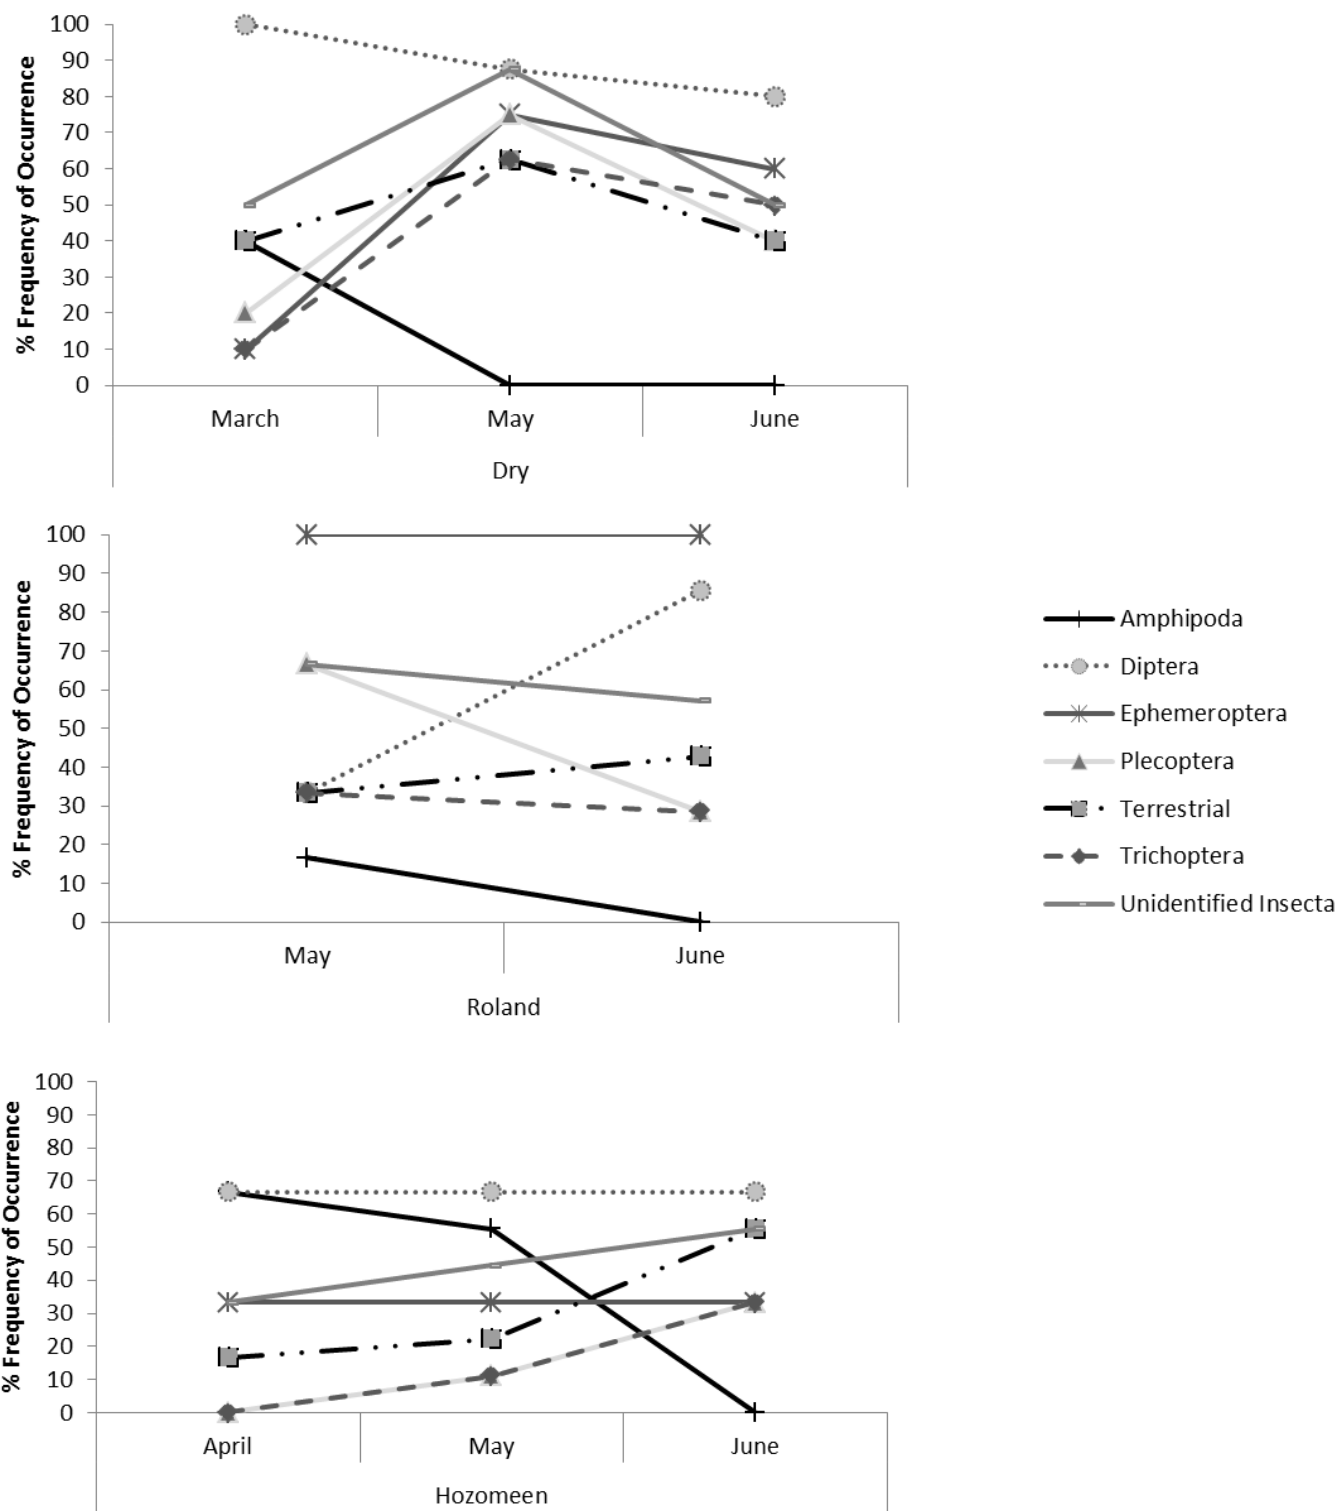 % Frequency of Occurrence
100
90
80
70
60
50
40
30
20
10
0
March May June
Dry
% Frequency of Occurrence
100
90
80
70
60
50
40
30
20
10
0
May June
Roland
Amphipoda
Diptera
Ephemeroptera
Plecoptera
Terrestrial
Trichoptera
Unidentified Insecta
% Frequency of Occurrence
100
90
80
70
60
50
40
30
20
10
0
April May June
Hozomeen